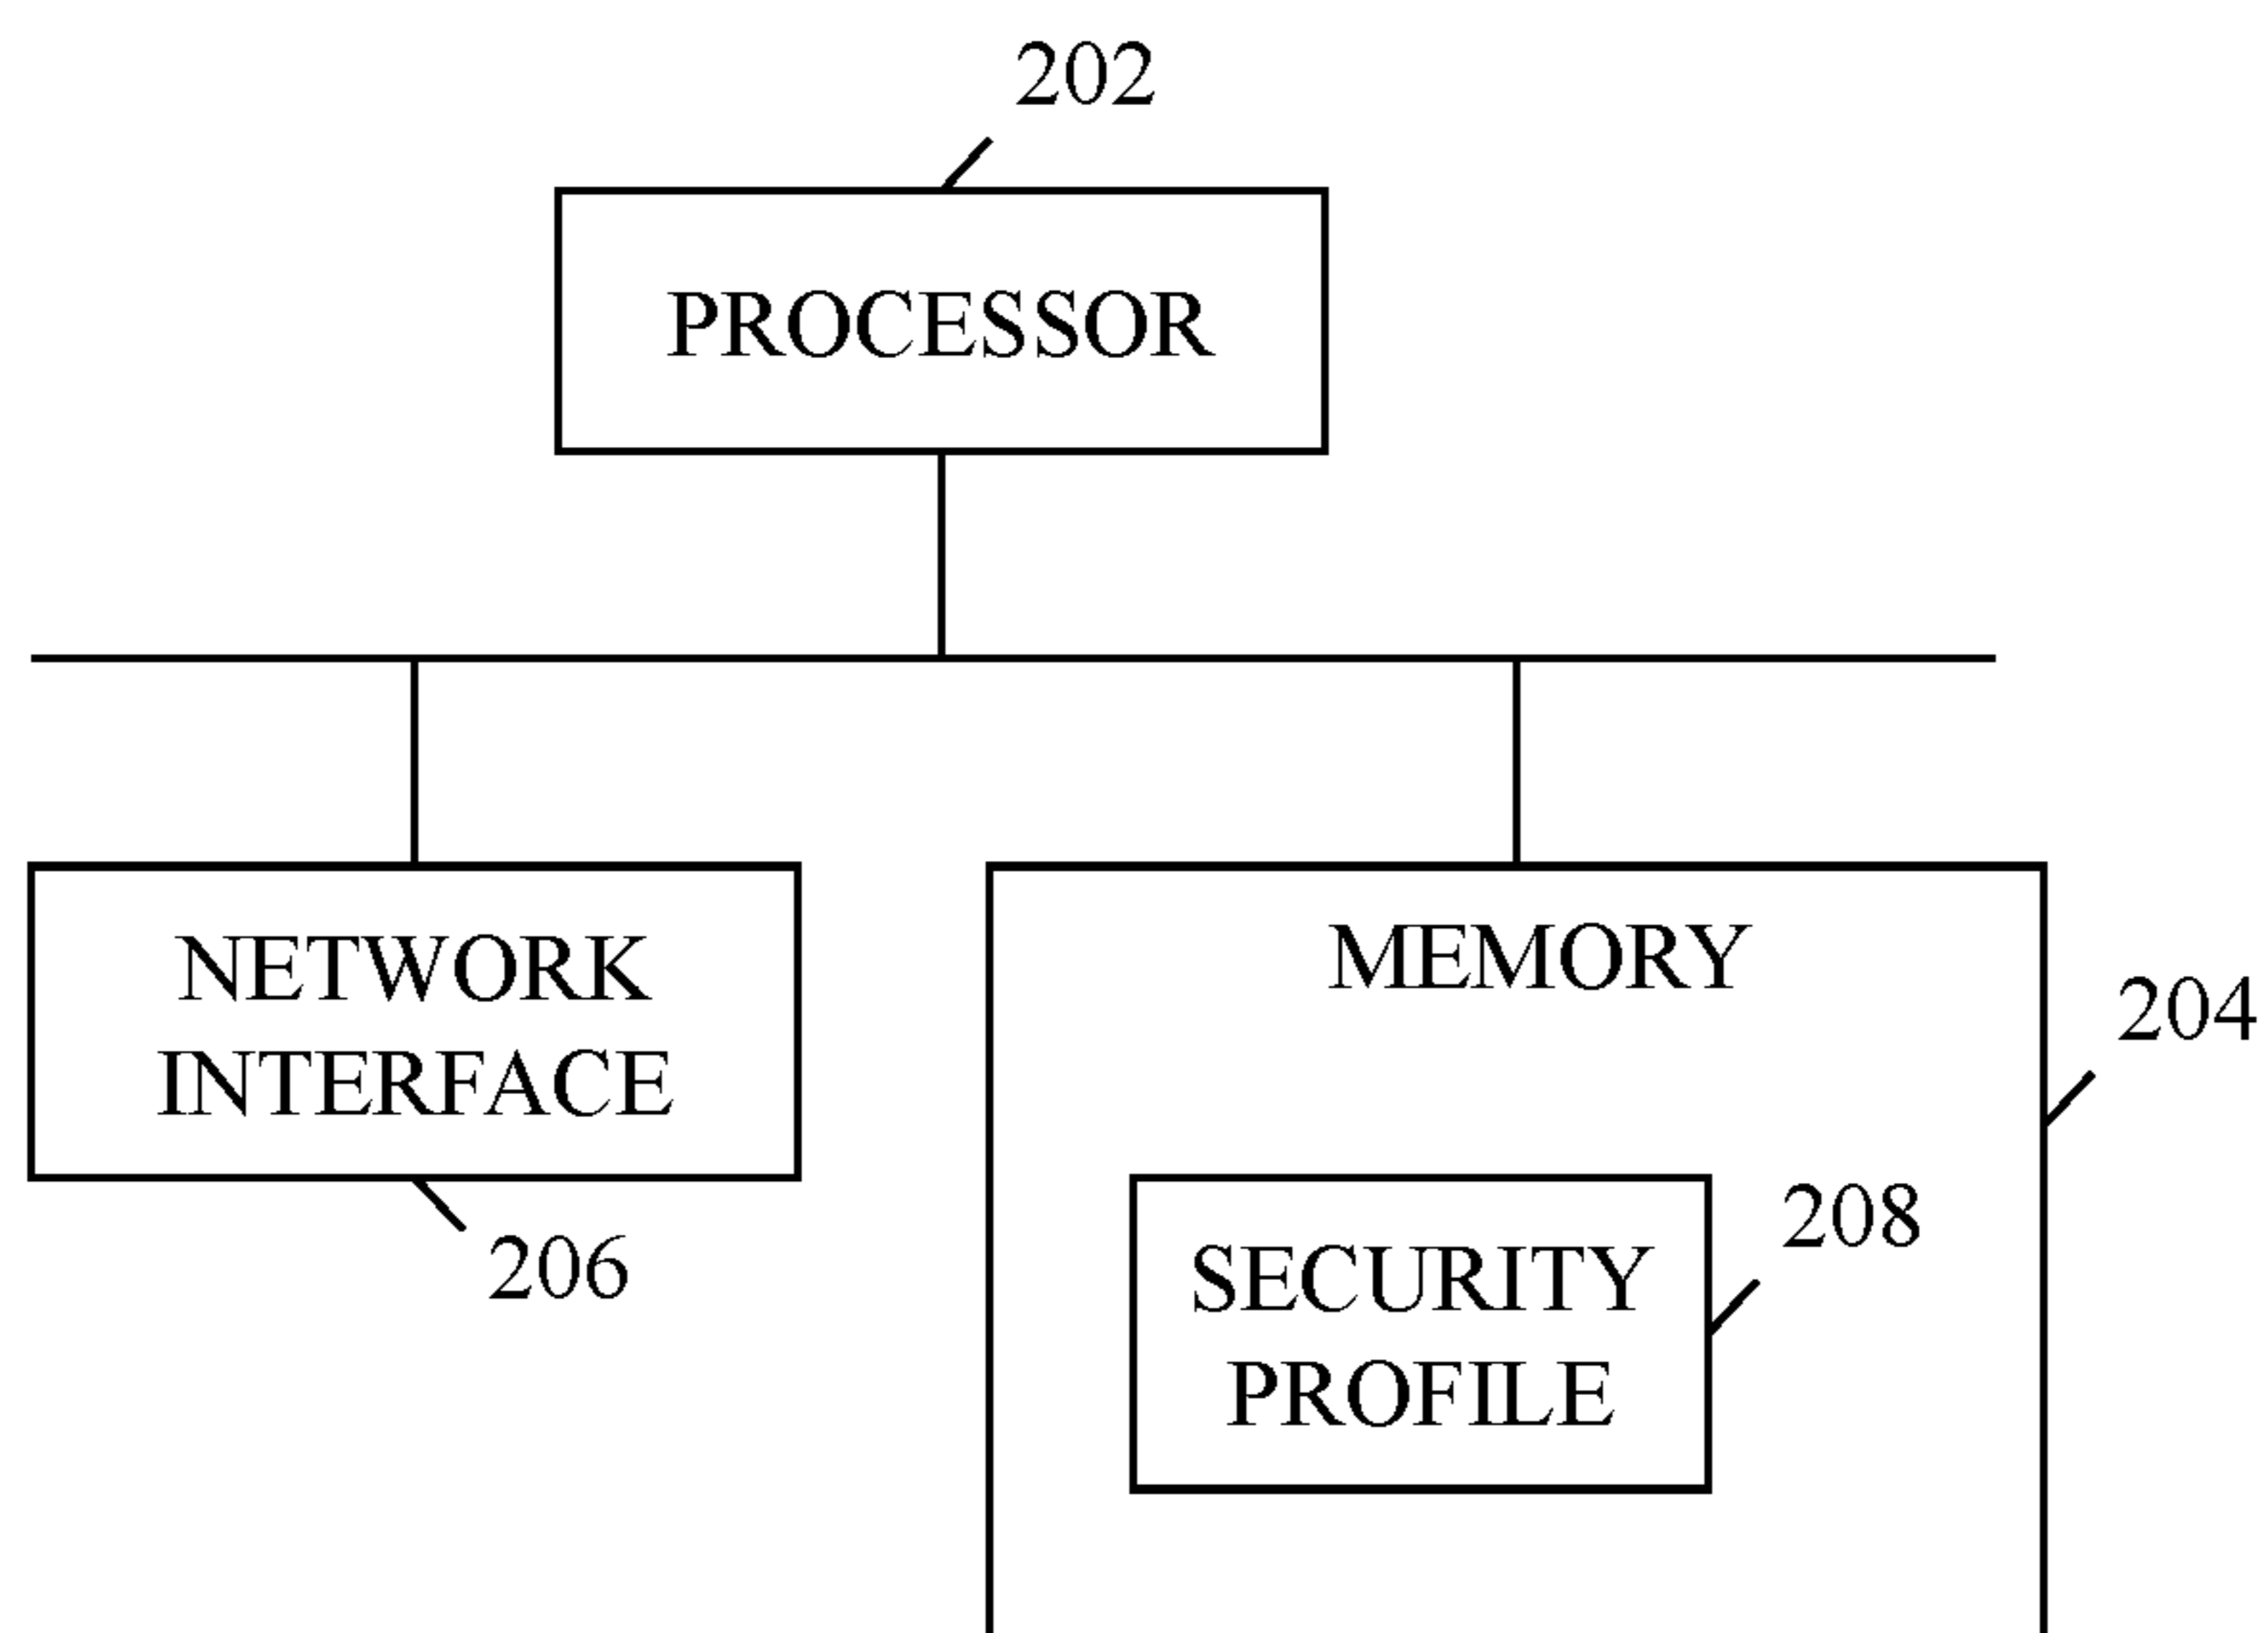 202
PROCESSOR
NETWORK
INTERFACE
206
MEMORY
204
SECURITY
PROFILE
208